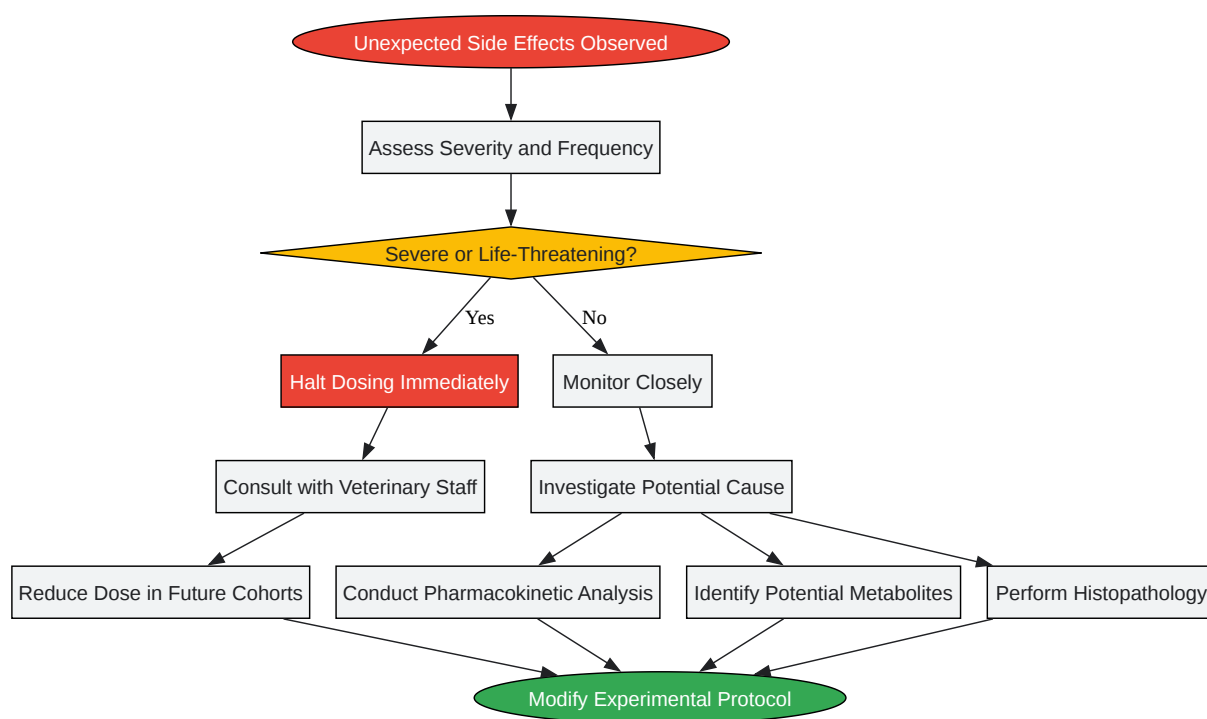 Unexpected Side Effects Observed
Assess Severity and Frequency
Severe or Life-Threatening?
Yes
No
Halt Dosing Immediately
Monitor Closely
Consult with Veterinary Staff
Investigate Potential Cause
Reduce Dose in Future Cohorts
Conduct Pharmacokinetic Analysis
Identify Potential Metabolites
Perform Histopathology
Modify Experimental Protocol